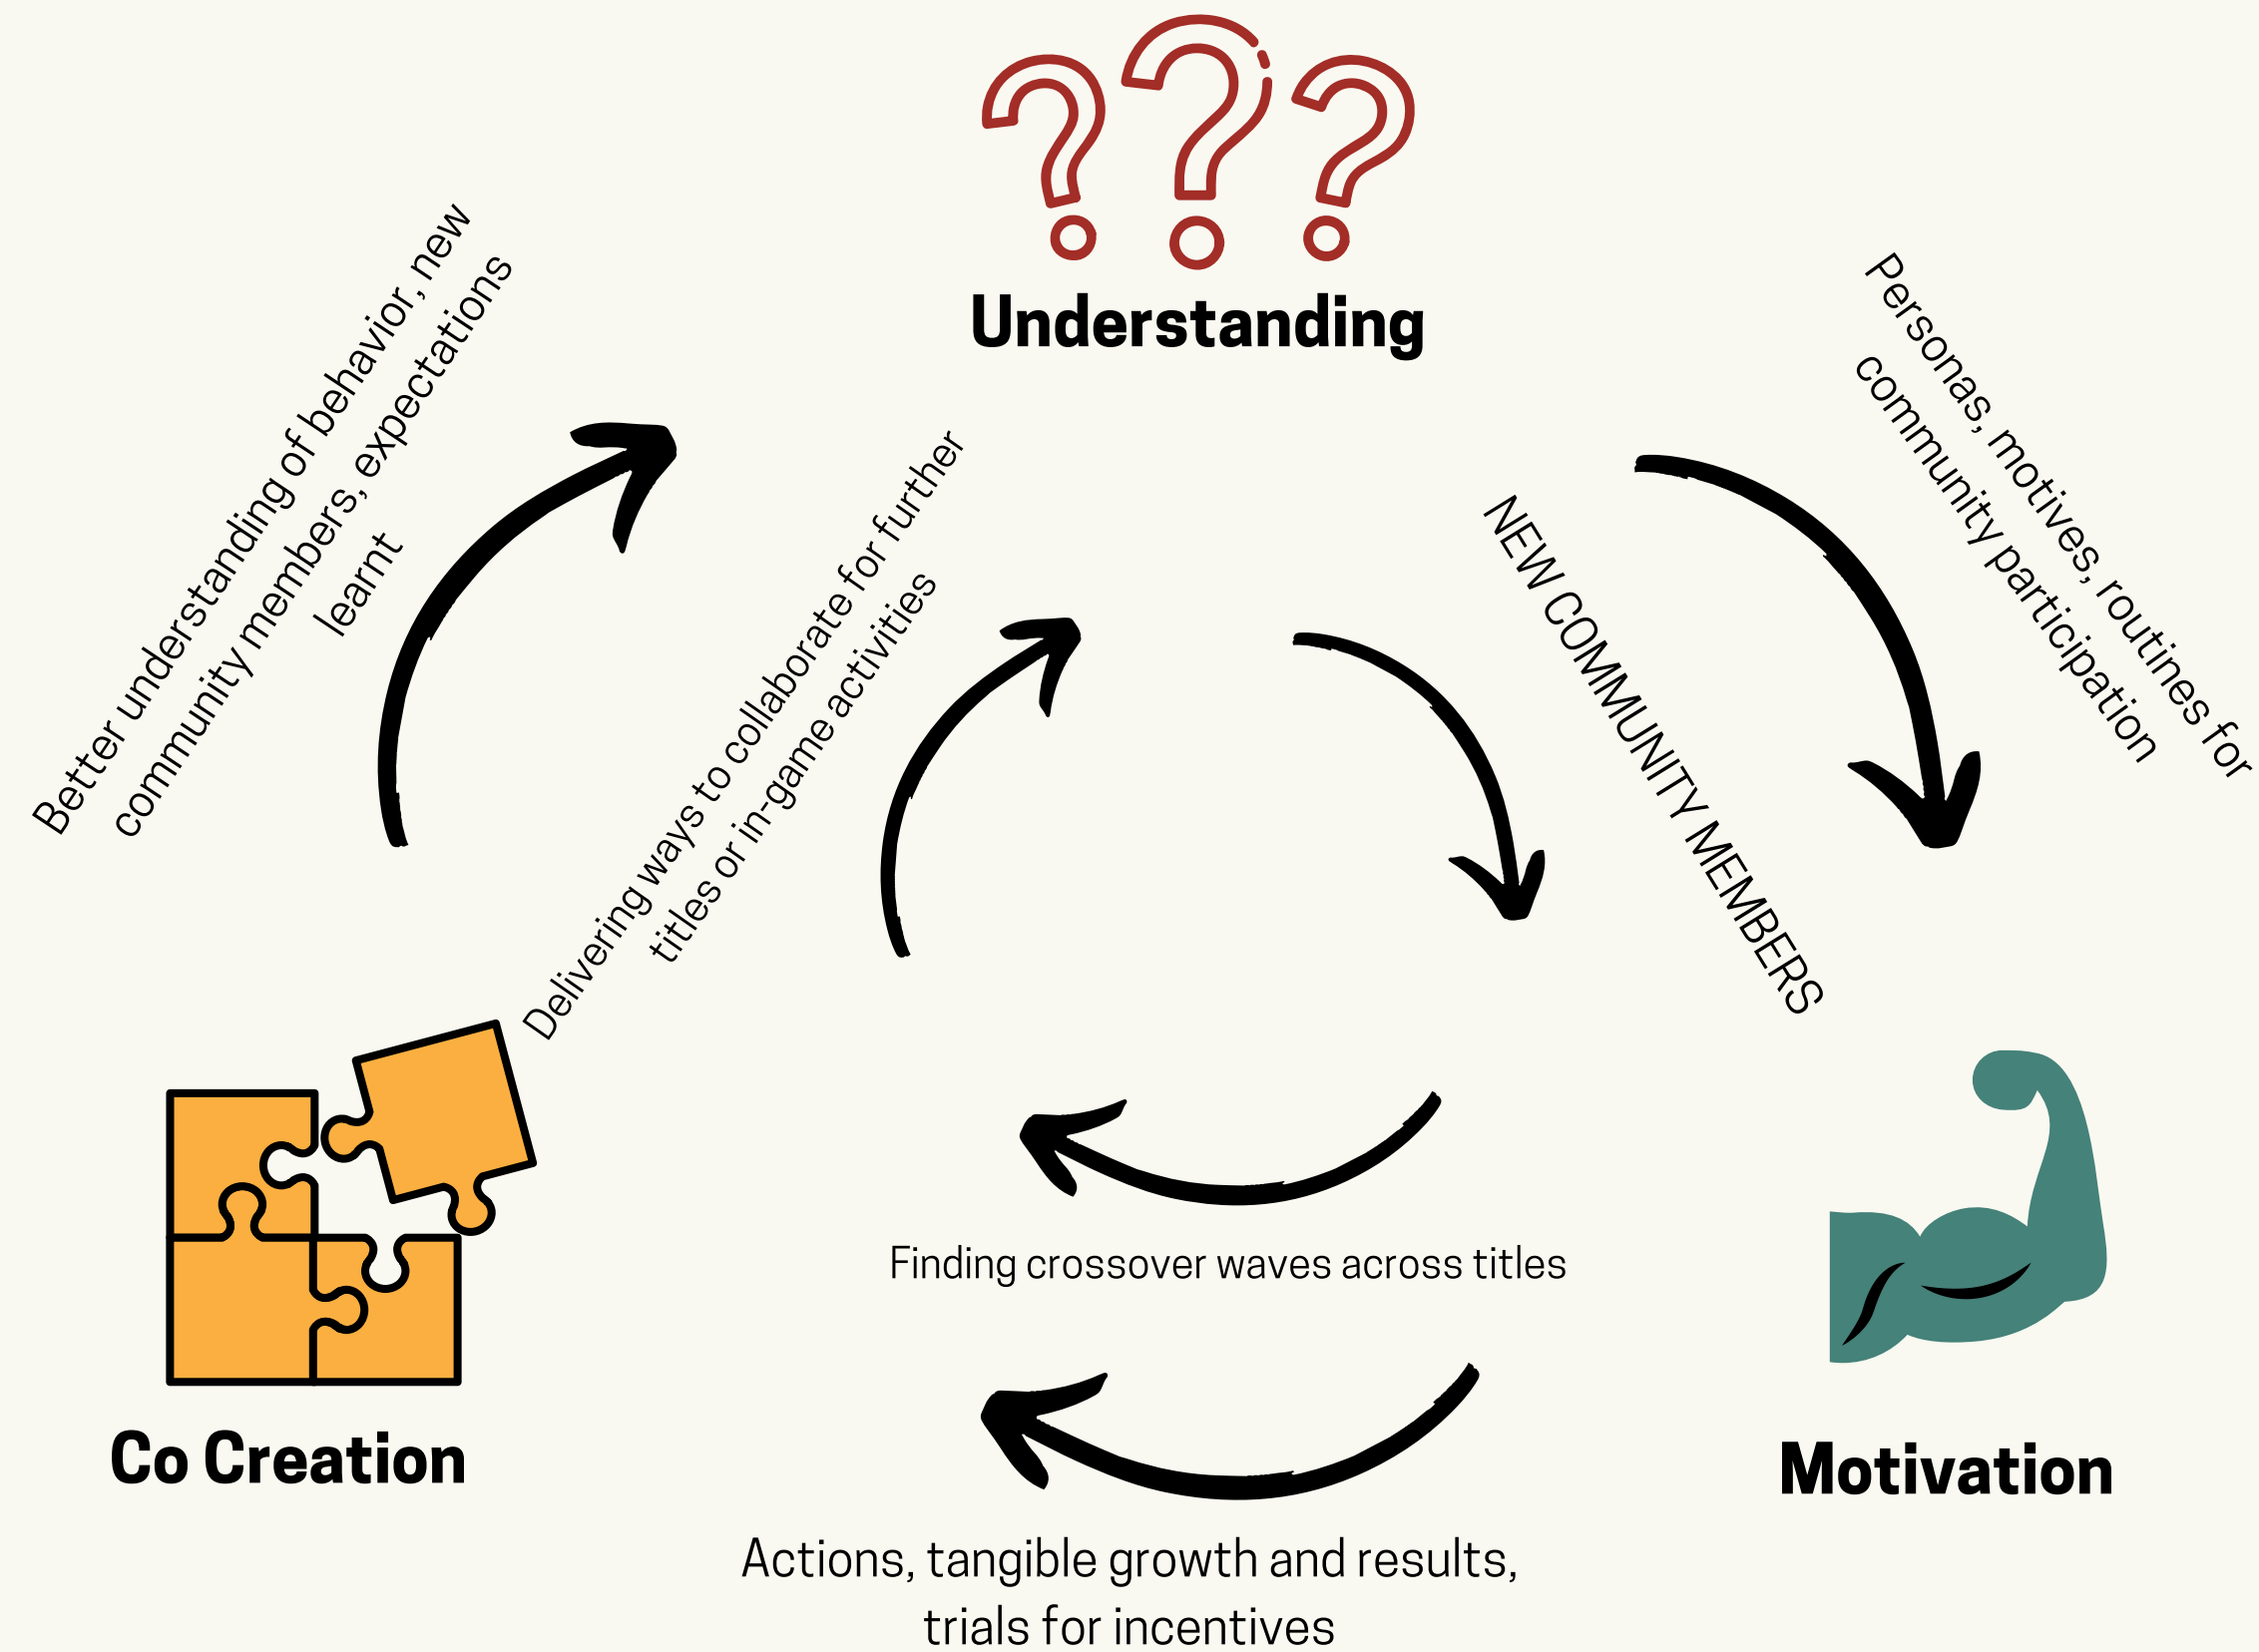 Understanding
Better understanding of behavior, new
community members, expectations
learnt
Personas, motives, routines for
community participation
Delivering ways to collaborate for further
titles or in-game activities
NEW COMMUNITY MEMBERS
Finding crossover waves across titles
Co Creation
Motivation
Actions, tangible growth and results,
trials for incentives